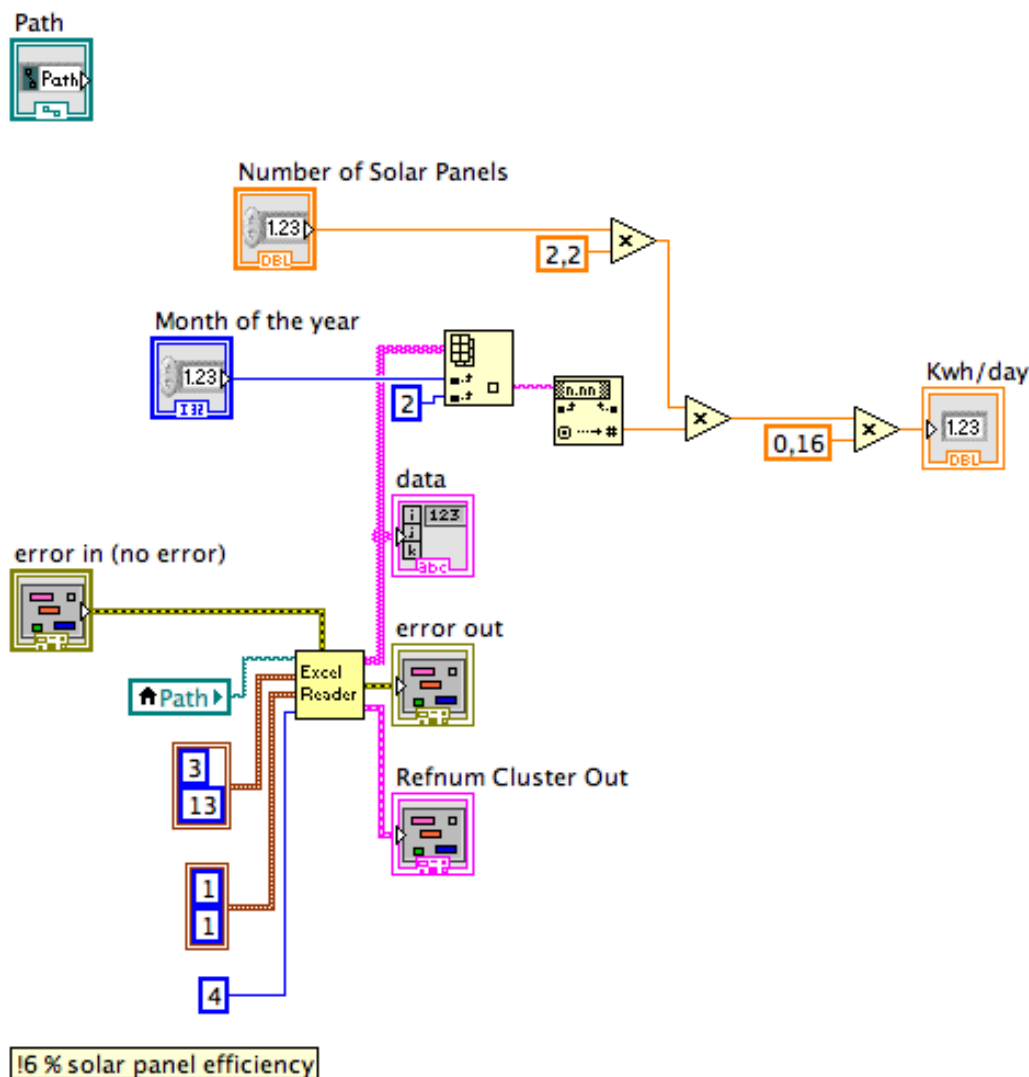 Path
Path
Number of Solar Panels
1.23
DBL
2,2
x
Month of the year
1.23
I32
2
n.nn
#
x
0,16
x
Kwh/day
1.23
DBL
data
i
j
k
123
abc
error in (no error)
error out
Path
Excel
Reader
3
13
Refnum Cluster Out
1
1
4
!6 % solar panel efficiency